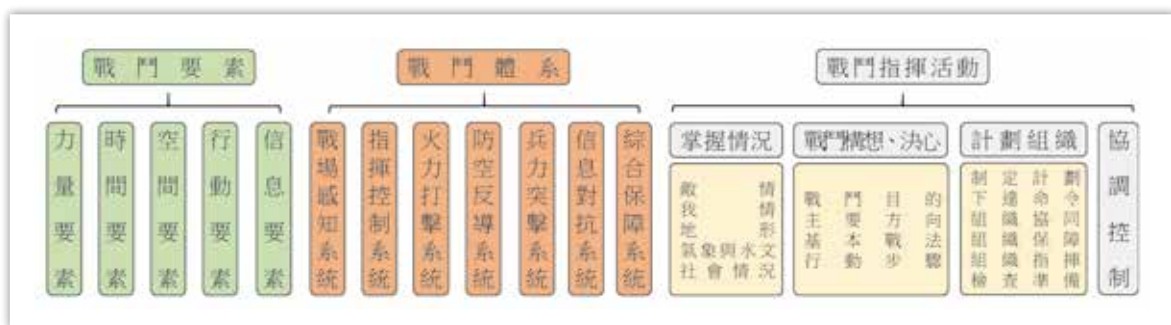 戰鬥要素
力量要素
時間要素
空間要素
行動要素
信息要素
戰鬥體系
戰場感知系統
指揮控制系統
火力打擊系統
防空反導系統
兵力突擊系統
信息對抗系統
綜合保障系統
戰鬥指揮活動
掌握情況
敵情
我情
地形
氣象與水文
社會情況
戰鬥構想、決心
戰鬥目的
主要方向
基本戰法
行動步驟
計劃組織
制定計劃
下達命令
組織協同
組織保障
組織指揮
檢查準備
協調控制